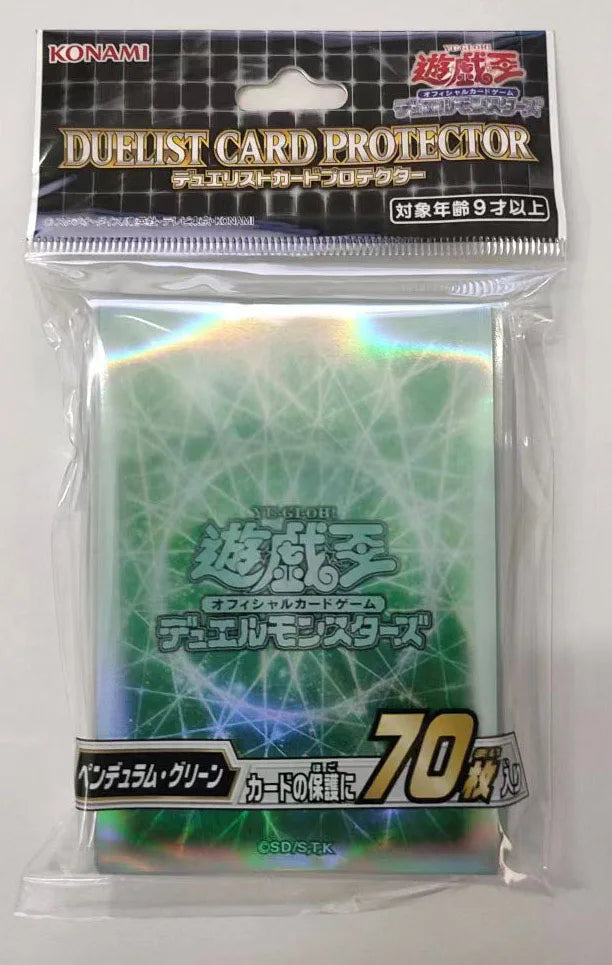 KONAMI
YU-GI-OH!
遊戯王
オフィシャルカードゲーム
デュエルモンスターズ
DUELIST CARD PROTECTOR
デュエリストカードプロテクター
対象年齢9才以上
YU-GI-OH!
遊戯王
オフィシャルカードゲーム
デュエルモンスターズ
ペンデュラム・グリーン
カードの保護に70枚入り
©SD/S,T,K